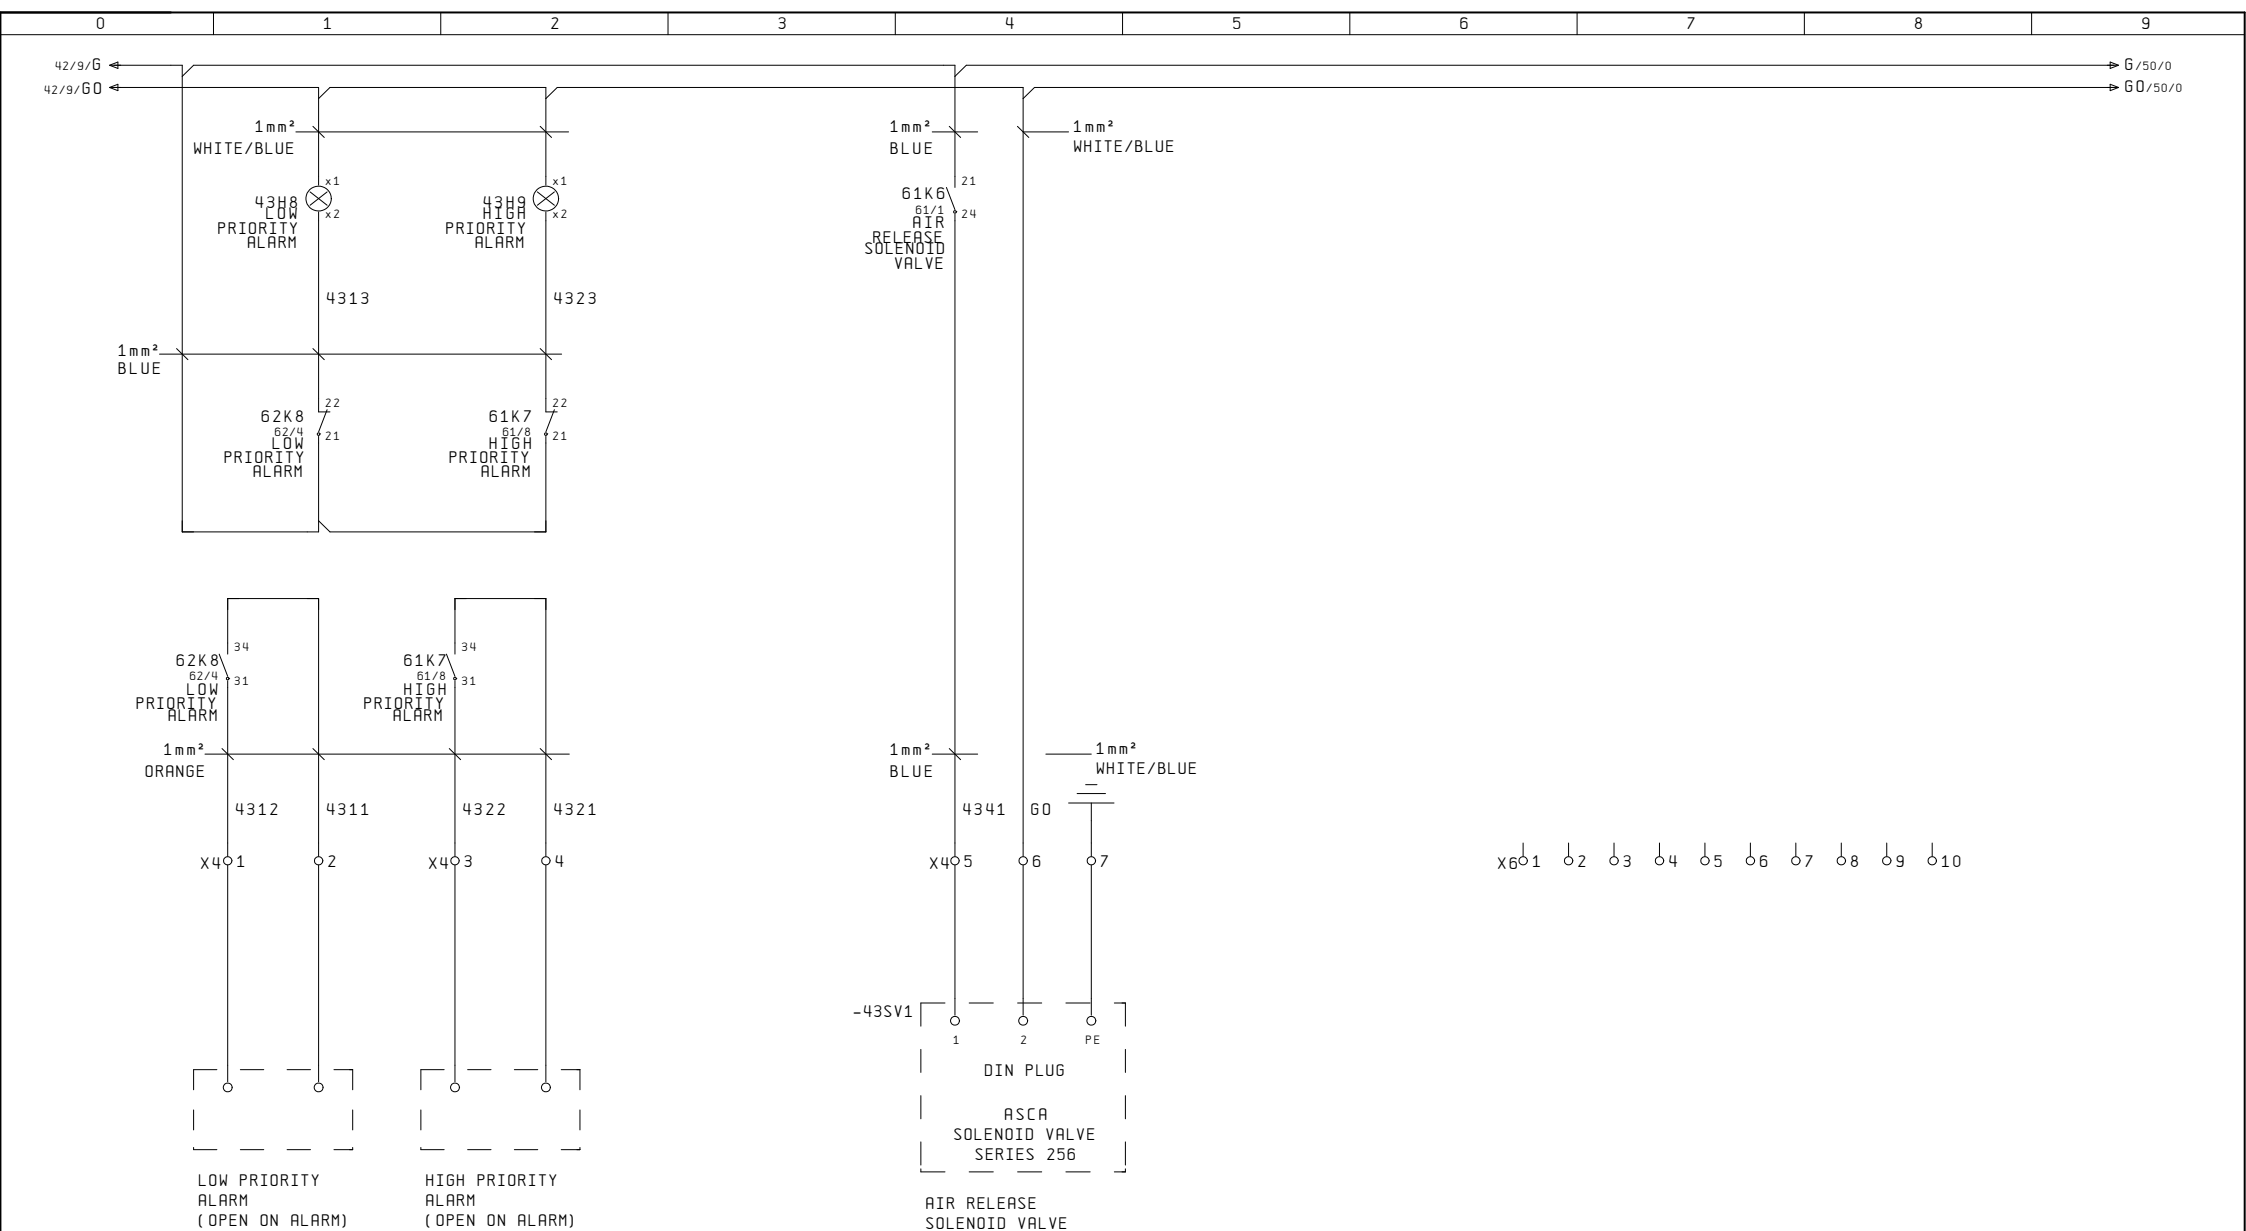 0 1 2 3 4 5 6 7 8 9
42/9/G
G/50/0
42/9/G0
G0/50/0
1mm²
WHITE/BLUE
1mm²
BLUE
1mm²
WHITE/BLUE
43H8
LOW
PRIORITY
ALARM
x1
x2
43H9
HIGH
PRIORITY
ALARM
x1
x2
61K6
61/1
AIR
RELEASE
SOLENOID
VALVE
21
24
4313
4323
1mm²
BLUE
62K8
62/4
LOW
PRIORITY
ALARM
22
21
61K7
61/8
HIGH
PRIORITY
ALARM
22
21
62K8
62/4
LOW
PRIORITY
ALARM
34
31
61K7
61/8
HIGH
PRIORITY
ALARM
34
31
1mm²
ORANGE
1mm²
BLUE
1mm²
WHITE/BLUE
4312
4311
4322
4321
4341
G0
X4 1
2
X4 3
4
X4 5
6
7
X6 1 2 3 4 5 6 7 8 9 10
-43SV1
1 2 PE
DIN PLUG
ASCA
SOLENOID VALVE
SERIES 256
LOW PRIORITY
ALARM
(OPEN ON ALARM)
HIGH PRIORITY
ALARM
(OPEN ON ALARM)
AIR RELEASE
SOLENOID VALVE